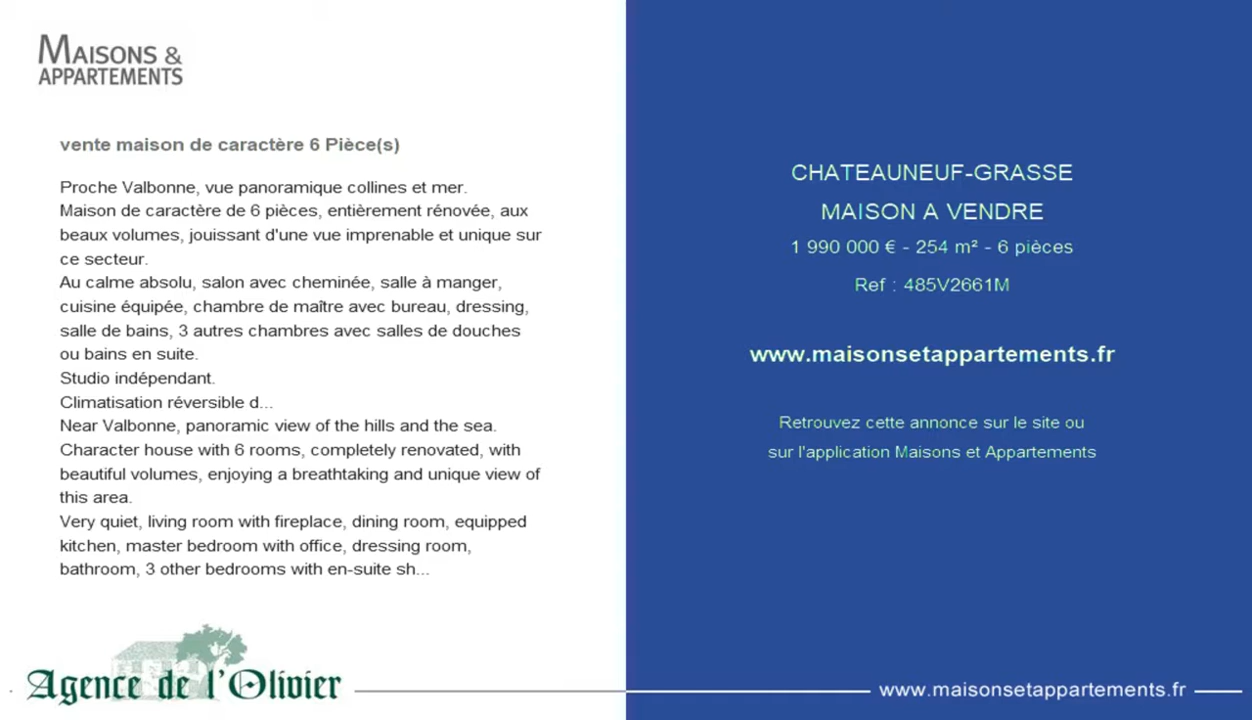 MAISONS &
APPARTEMENTS
vente maison de caractère 6 Pièce(s)
Proche Valbonne, vue panoramique collines et mer.
Maison de caractère de 6 pièces, entièrement rénovée, aux
beaux volumes, jouissant d'une vue imprenable et unique sur
ce secteur.
Au calme absolu, salon avec cheminée, salle à manger,
cuisine équipée, chambre de maître avec bureau, dressing,
salle de bains, 3 autres chambres avec salles de douches
ou bains en suite.
Studio indépendant.
Climatisation réversible d...
Near Valbonne, panoramic view of the hills and the sea.
Character house with 6 rooms, completely renovated, with
beautiful volumes, enjoying a breathtaking and unique view of
this area.
Very quiet, living room with fireplace, dining room, equipped
kitchen, master bedroom with office, dressing room,
bathroom, 3 other bedrooms with en-suite sh...
Agence de l'Olivier
CHATEAUNEUF-GRASSE
MAISON A VENDRE
1 990 000 € - 254 m² - 6 pièces
Ref : 485V2661M
www.maisonsetappartements.fr
Retrouvez cette annonce sur le site ou
sur l'application Maisons et Appartements
www.maisonsetappartements.fr